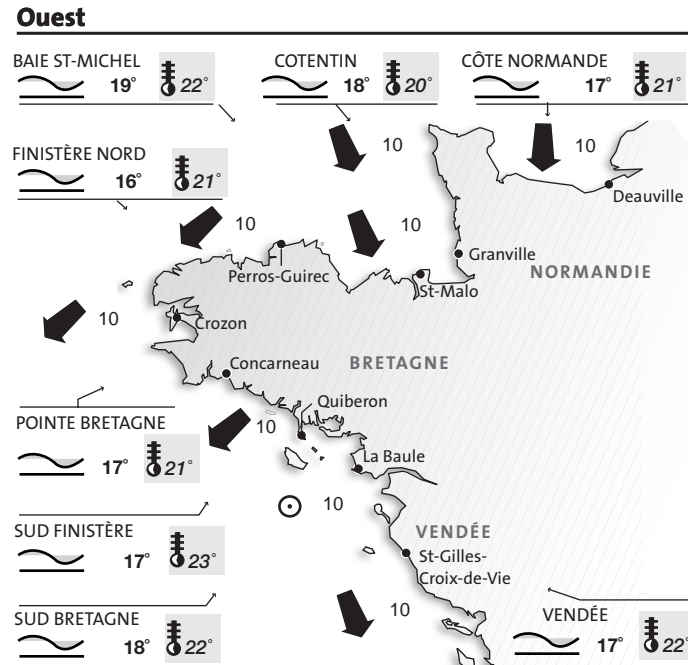 Ouest
BAIE ST-MICHEL
19° 22°
COTENTIN
18° 20°
CÔTE NORMANDE
17° 21°
FINISTÈRE NORD
16° 21°
10
10
Deauville
10
10
Granville
Perros-Guirec
St-Malo
NORMANDIE
10
Crozon
Concarneau
BRETAGNE
Quiberon
POINTE BRETAGNE
17° 21°
10
La Baule
10
SUD FINISTÈRE
17° 23°
VENDÉE
St-Gilles-
Croix-de-Vie
SUD BRETAGNE
18° 22°
10
VENDÉE
17° 22°